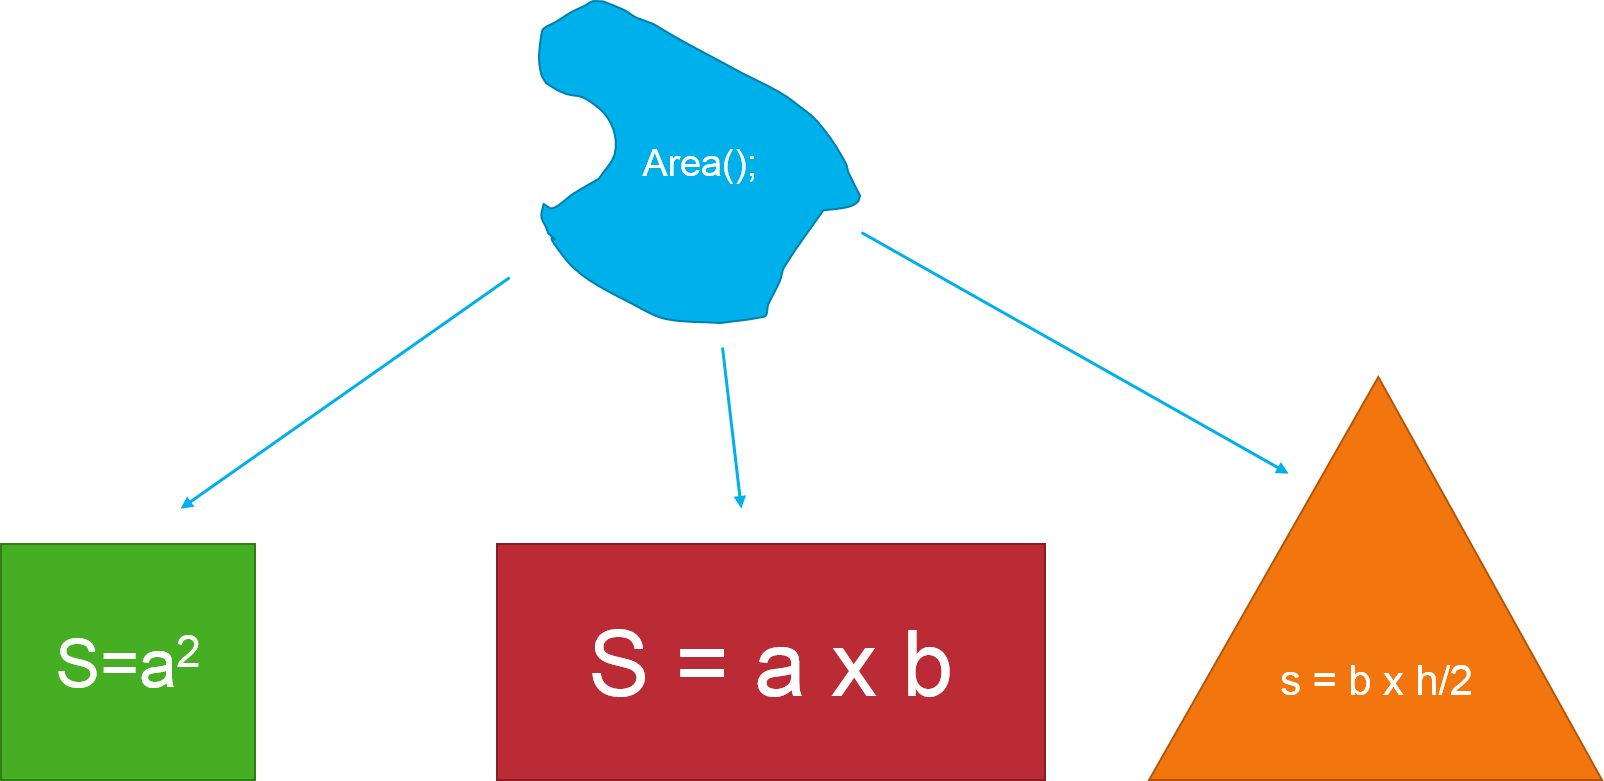 Area();
S=a²
S = a x b
s = b x h/2